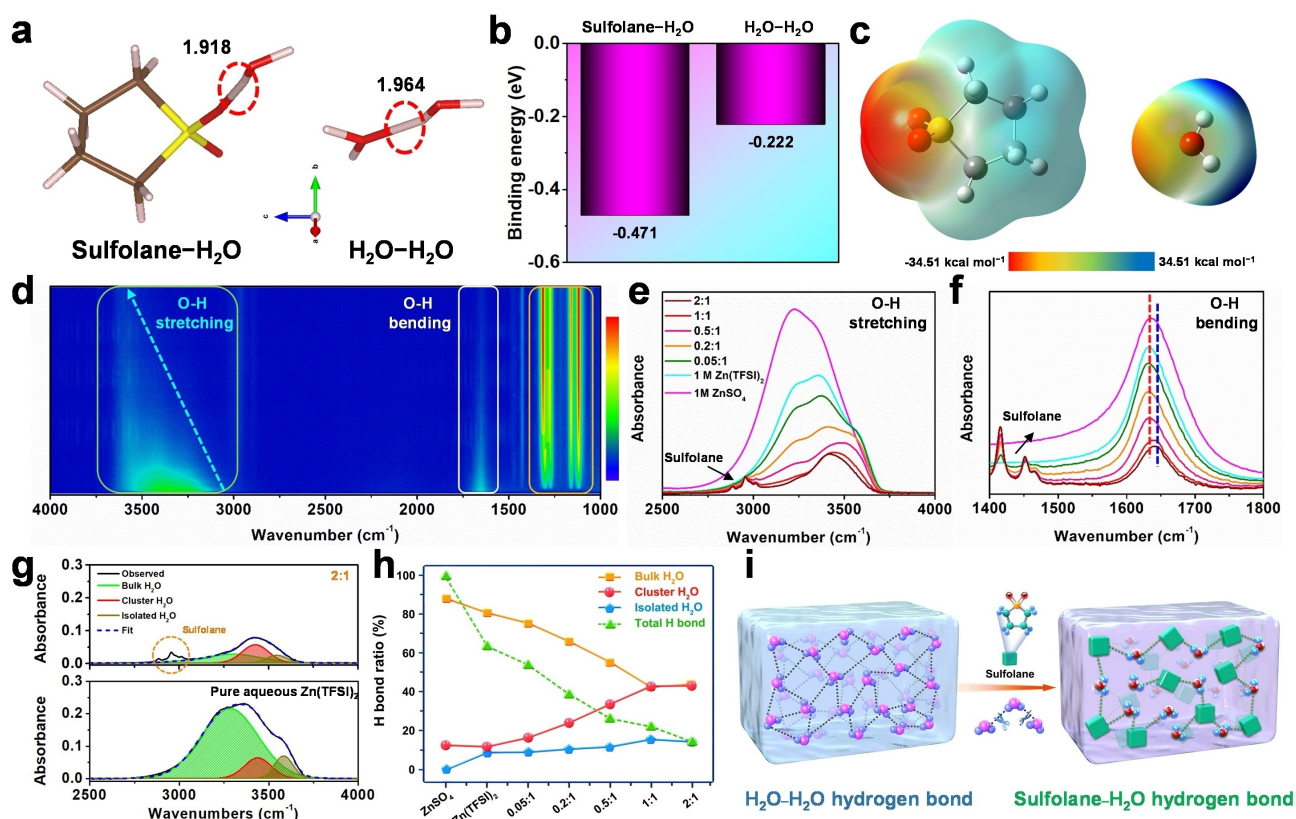 a
1.918
1.964
b
c
a
Sulfolane−H₂O
H₂O−H₂O
b
Sulfolane−H₂O
H₂O−H₂O
Binding energy (eV)
0.0
-0.2
-0.4
-0.6
-0.471
-0.222
c
-34.51 kcal mol⁻¹
34.51 kcal mol⁻¹
d
O-H
stretching
O-H
bending
4000
3500
3000
2500
2000
1500
1000
Wavenumber (cm⁻¹)
e
2:1
1:1
0.5:1
0.2:1
0.05:1
1 M Zn(TFSI)₂
1M ZnSO₄
O-H
stretching
Sulfolane
Absorbance
2500
3000
3500
4000
Wavenumber (cm⁻¹)
f
O-H
bending
Sulfolane
Absorbance
1400
1500
1600
1700
1800
Wavenumber (cm⁻¹)
g
Observed
Bulk H₂O
Cluster H₂O
Isolated H₂O
Fit
2:1
Sulfolane
Absorbance
0.3
0.2
0.1
0.0
Pure aqueous Zn(TFSI)₂
Absorbance
0.3
0.2
0.1
0.0
2500
3000
3500
4000
Wavenumbers (cm⁻¹)
h
Bulk H₂O
Cluster H₂O
Isolated H₂O
Total H bond
H bond ratio (%)
100
80
60
40
20
0
ZnSO₄
Zn(TFSI)₂
0.05:1
0.2:1
0.5:1
1:1
2:1
i
Sulfolane
H₂O–H₂O hydrogen bond
Sulfolane–H₂O hydrogen bond